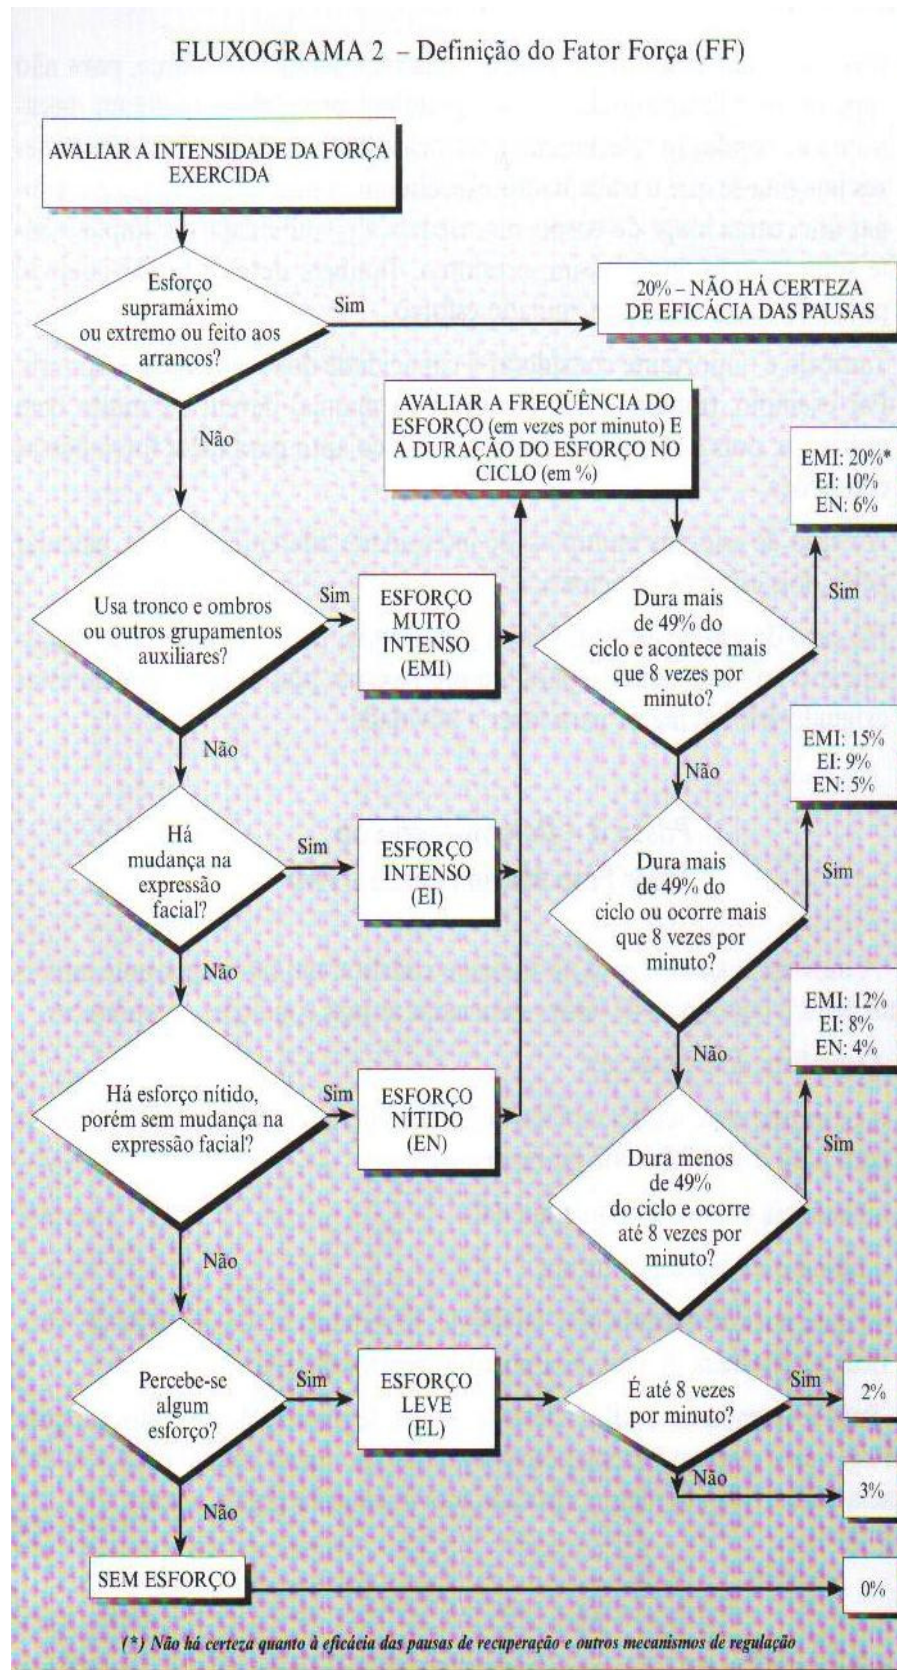 FLUXOGRAMA 2 – Definição do Fator Força (FF)
AVALIAR A INTENSIDADE DA FORÇA
EXERCIDA
Esforço
supramáximo
ou extremo ou feito aos
arrancos?
Sim
20% – NÃO HÁ CERTEZA
DE EFICÁCIA DAS PAUSAS
Não
AVALIAR A FREQÜÊNCIA DO
ESFORÇO (em vezes por minuto) E
A DURAÇÃO DO ESFORÇO NO
CICLO (em %)
EMI: 20%*
EI: 10%
EN: 6%
Usa tronco e ombros
ou outros grupamentos
auxiliares?
Sim
ESFORÇO
MUITO
INTENSO
(EMI)
Dura mais
de 49% do
ciclo e acontece mais
que 8 vezes por
minuto?
Sim
Não
Não
EMI: 15%
EI: 9%
EN: 5%
Há
mudança na
expressão
facial?
Sim
ESFORÇO
INTENSO
(EI)
Dura mais
de 49% do
ciclo ou ocorre mais
que 8 vezes por
minuto?
Sim
Não
Não
EMI: 12%
EI: 8%
EN: 4%
Há esforço nítido,
porém sem mudança na
expressão facial?
Sim
ESFORÇO
NÍTIDO
(EN)
Dura menos
de 49%
do ciclo e ocorre
até 8 vezes por
minuto?
Sim
Não
Percebe-se
algum
esforço?
Sim
ESFORÇO
LEVE
(EL)
É até 8 vezes
por minuto?
Sim
2%
Não
3%
Não
SEM ESFORÇO
0%
(*) Não há certeza quanto à eficácia das pausas de recuperação e outros mecanismos de regulação